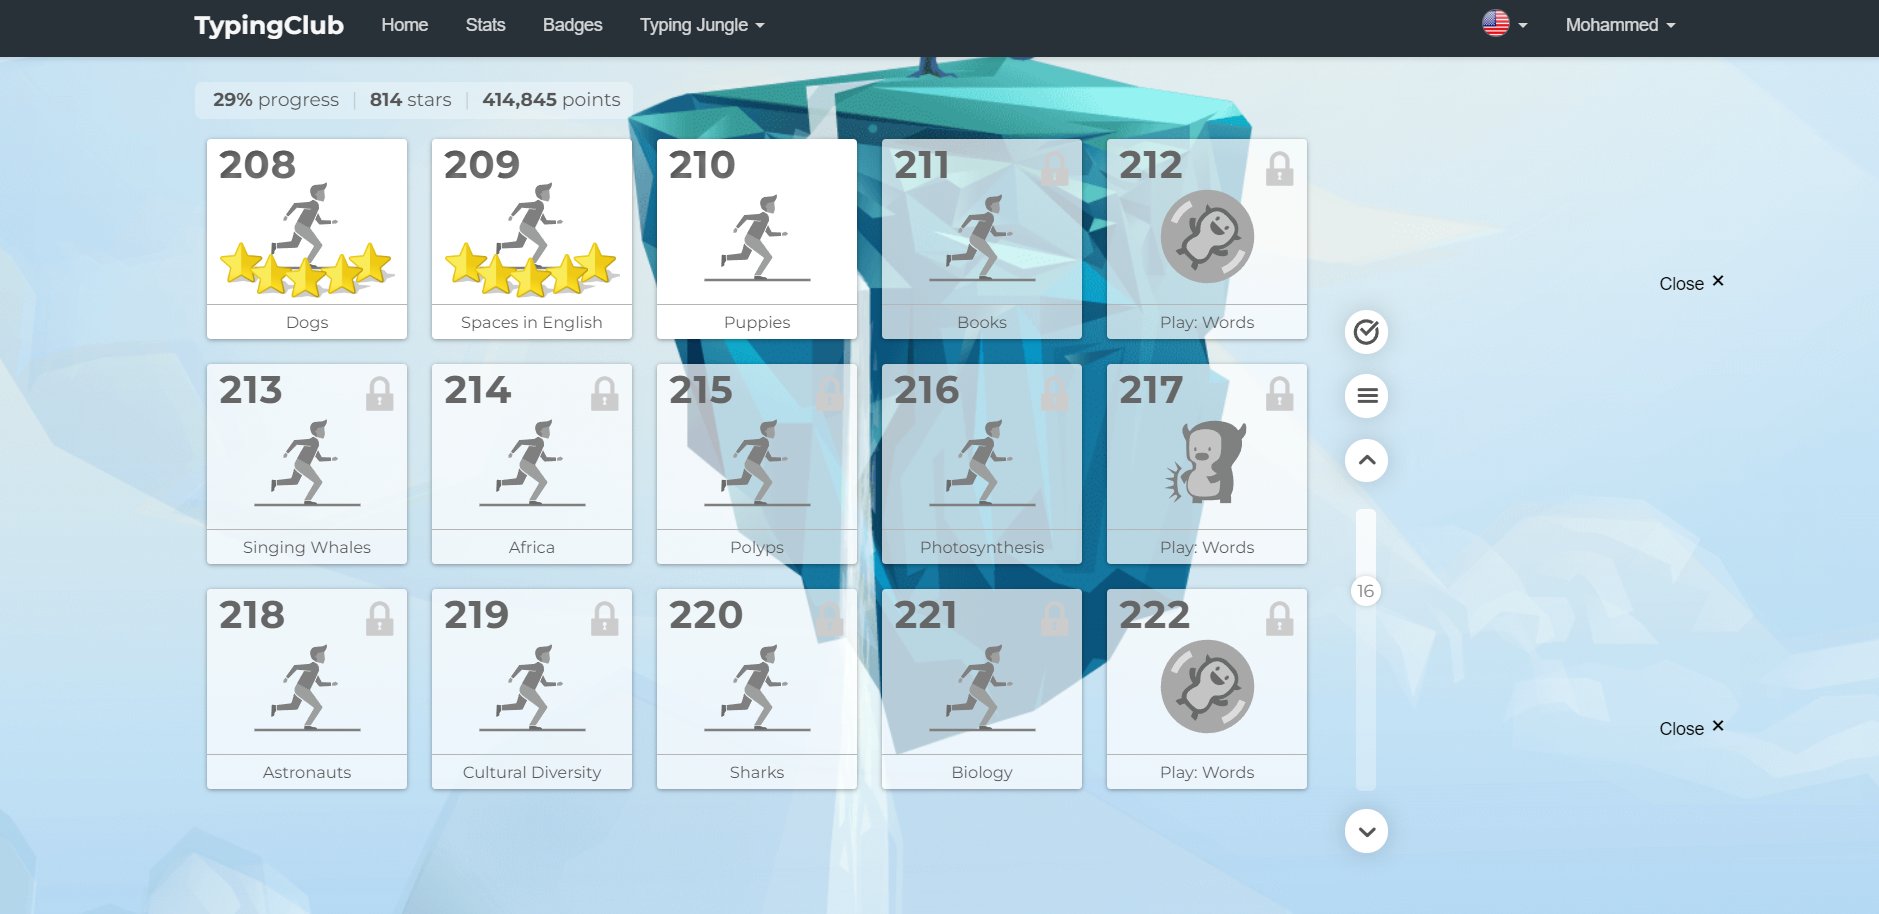 TypingClub Home Stats Badges Typing Jungle Mohammed
29% progress 814 stars 414,845 points
208 209 210 211 212
Dogs Spaces in English Puppies Books Play: Words
Close
213 214 215 216 217
Singing Whales Africa Polyps Photosynthesis Play: Words
16
218 219 220 221 222
Close
Astronauts Cultural Diversity Sharks Biology Play: Words